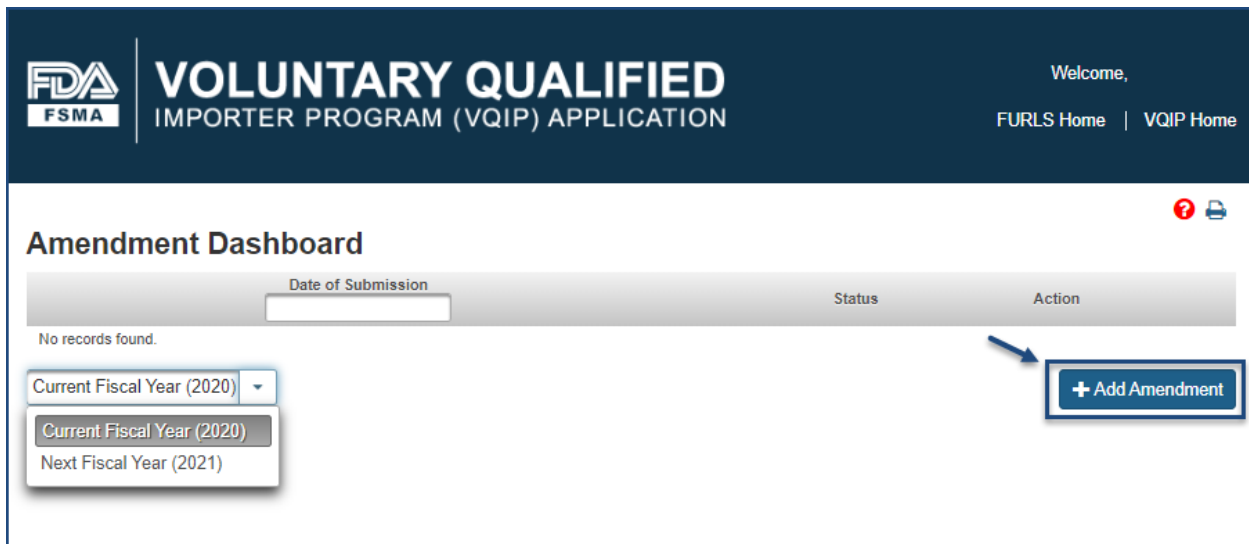 FDA
FSMA
VOLUNTARY QUALIFIED
IMPORTER PROGRAM (VQIP) APPLICATION
Welcome,
FURLS Home | VQIP Home
?
Amendment Dashboard
Date of Submission
Status
Action
No records found.
Current Fiscal Year (2020)
+ Add Amendment
Current Fiscal Year (2020)
Next Fiscal Year (2021)